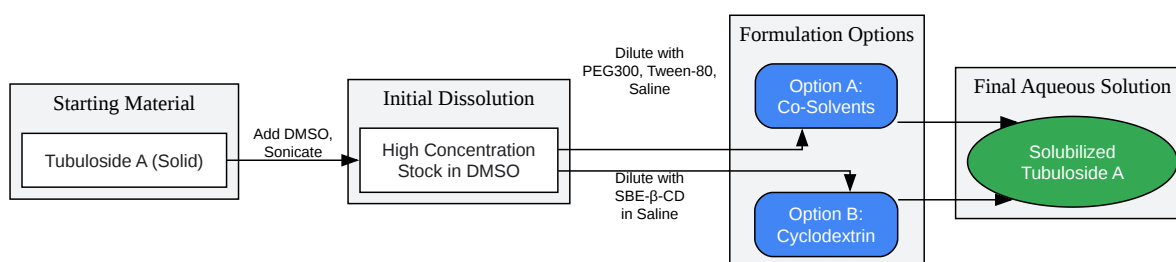 Starting Material
Tubuloside A (Solid)
Add DMSO,
Sonicate
Initial Dissolution
High Concentration
Stock in DMSO
Dilute with
PEG300, Tween-80,
Saline
Dilute with
SBE-β-CD
in Saline
Formulation Options
Option A:
Co-Solvents
Option B:
Cyclodextrin
Final Aqueous Solution
Solubilized
Tubuloside A